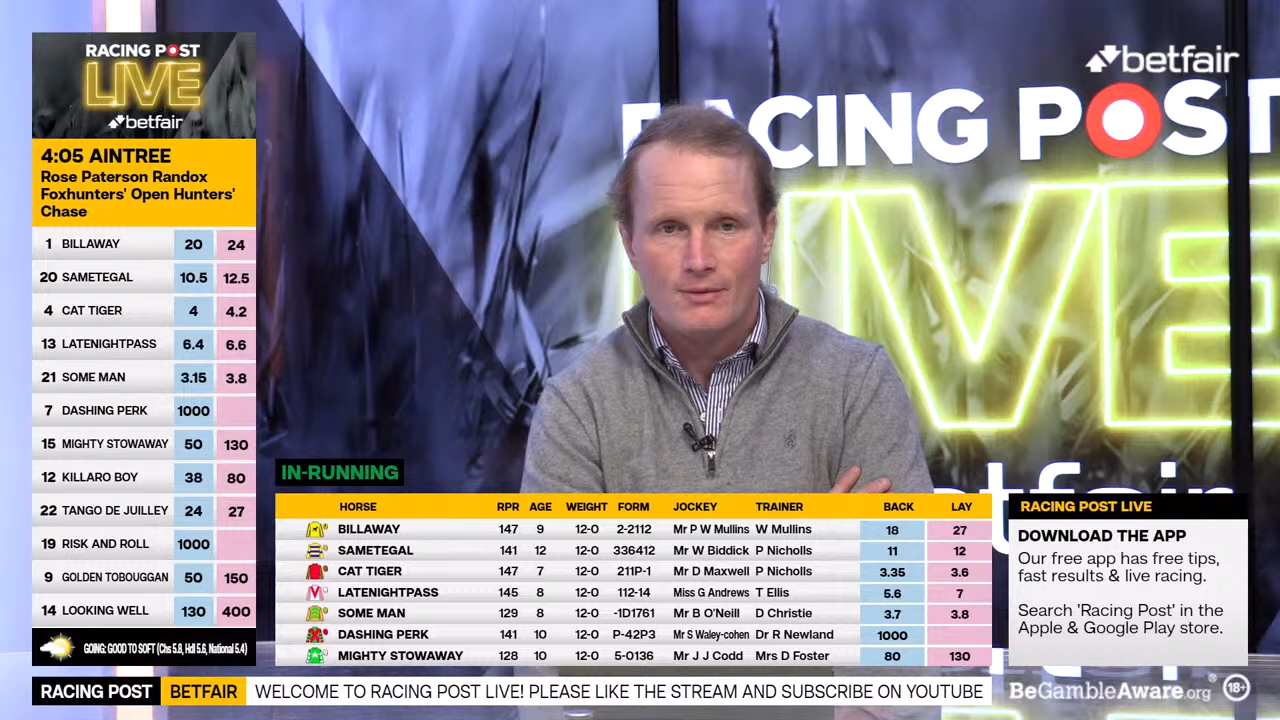 RACING POST
LIVE
betfair
4:05 AINTREE
Rose Paterson Randox
Foxhunters' Open Hunters'
Chase
1 BILLAWAY 20 24
20 SAMETEGAL 10.5 12.5
4 CAT TIGER 4 4.2
13 LATENIGHTPASS 6.4 6.6
21 SOME MAN 3.15 3.8
7 DASHING PERK 1000
15 MIGHTY STOWAWAY 50 130
12 KILLARO BOY 38 80
22 TANGO DE JUILLEY 24 27
19 RISK AND ROLL 1000
9 GOLDEN TOBOUGGAN 50 150
14 LOOKING WELL 130 400
GOING: GOOD TO SOFT (Chs 5.8, Hdl 5.6, National 5.4)
betfair
RACING POST
LIVE
IN-RUNNING
HORSE RPR AGE WEIGHT FORM JOCKEY TRAINER BACK LAY
BILLAWAY 147 9 12-0 2-2112 Mr P W Mullins W Mullins 18 27
SAMETEGAL 141 12 12-0 336412 Mr W Biddick P Nicholls 11 12
CAT TIGER 147 7 12-0 211P-1 Mr D Maxwell P Nicholls 3.35 3.6
LATENIGHTPASS 145 8 12-0 112-14 Miss G Andrews T Ellis 5.6 7
SOME MAN 129 8 12-0 -1D1761 Mr B O'Neill D Christie 3.7 3.8
DASHING PERK 141 10 12-0 P-42P3 Mr S Waley-cohen Dr R Newland 1000
MIGHTY STOWAWAY 128 10 12-0 5-0136 Mr J J Codd Mrs D Foster 80 130
RACING POST LIVE
DOWNLOAD THE APP
Our free app has free tips,
fast results & live racing.
Search 'Racing Post' in the
Apple & Google Play store.
RACING POST BETFAIR WELCOME TO RACING POST LIVE! PLEASE LIKE THE STREAM AND SUBSCRIBE ON YOUTUBE
BeGambleAware.org® 18+